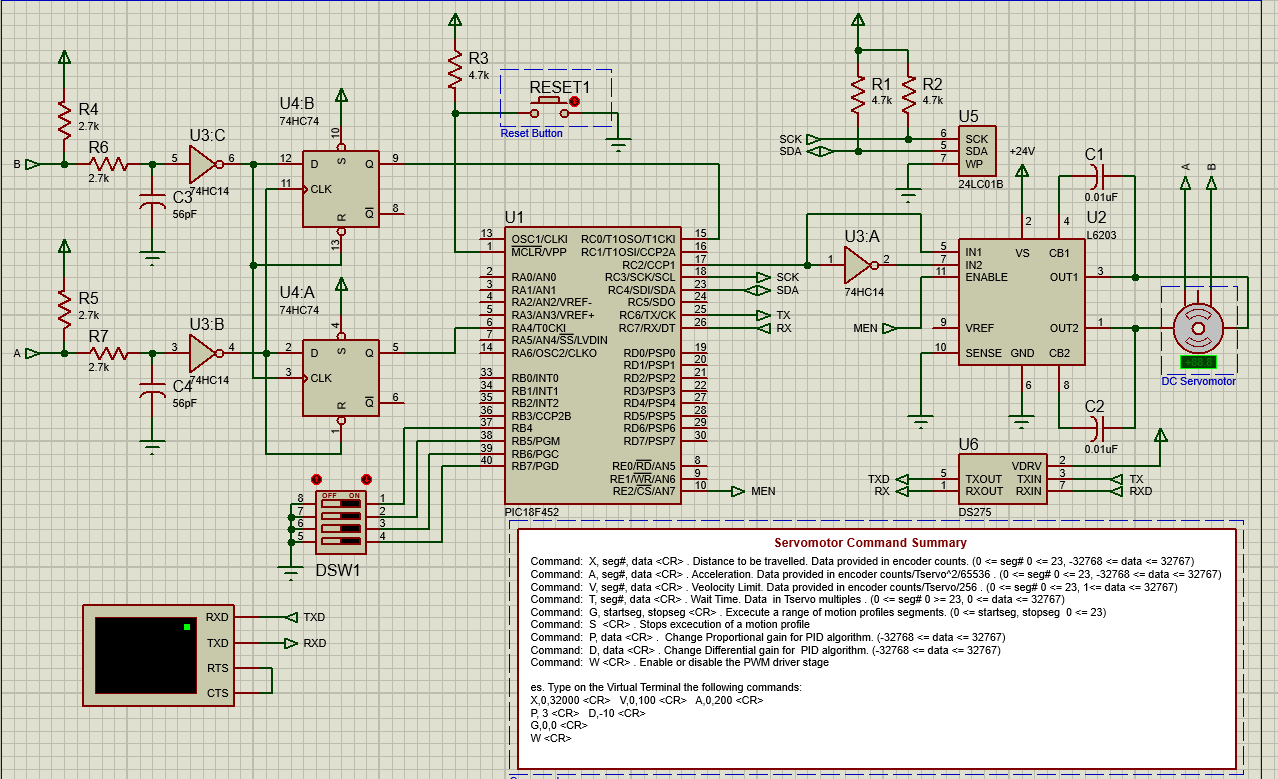 R4
2.7k
B
R6
2.7k
C3
56pF
U3:C
5
6
74HC14
U4:B
74HC74
10
12
D
S
Q
9
11
CLK
R
Q
8
13
R3
4.7k
RESET1
Reset Button
R1
4.7k
R2
4.7k
SCK
SDA
U5
6
SCK
5
SDA
7
WP
24LC01B
+24V
C1
0.01uF
A
B
R5
2.7k
A
R7
2.7k
C4
56pF
U3:B
3
4
74HC14
U4:A
74HC74
4
2
D
S
Q
5
3
CLK
R
Q
6
1
U1
13 OSC1/CLKI RC0/T1OSO/T1CKI 15
1 MCLR/VPP RC1/T1OSI/CCP2A 16
RC2/CCP1 17
2 RA0/AN0 RC3/SCK/SCL 18 SCK
3 RA1/AN1 RC4/SDI/SDA 23 SDA
4 RA2/AN2/VREF- RC5/SDO 24
5 RA3/AN3/VREF+ RC6/TX/CK 25 TX
6 RA4/T0CKI RC7/RX/DT 26 RX
7 RA5/AN4/SS/LVDIN
14 RA6/OSC2/CLKO RD0/PSP0 19
RD1/PSP1 20
33 RB0/INT0 RD2/PSP2 21
34 RB1/INT1 RD3/PSP3 22
35 RB2/INT2 RD4/PSP4 27
36 RB3/CCP2B RD5/PSP5 28
37 RB4 RD6/PSP6 29
38 RB5/PGM RD7/PSP7 30
39 RB6/PGC
40 RB7/PGD RE0/RD/AN5 8
RE1/WR/AN6 9
RE2/CS/AN7 10 MEN
PIC18F452
U3:A
1
2
74HC14
MEN
U2
L6203
2
4
5 IN1 VS CB1
7 IN2
11 ENABLE OUT1 3
9 VREF OUT2 1
10 SENSE GND CB2
6
8
C2
0.01uF
DC Servomotor
U6
VDRV 2
TXD 5 TXOUT TXIN 3 TX
RX 1 RXOUT RXIN 7 RXD
DS275
OFF ON
8 1
7 2
6 3
5 4
DSW1
RXD TXD
TXD RXD
RTS
CTS
Servomotor Command Summary
Command: X, seg#, data <CR> . Distance to be travelled. Data provided in encoder counts. (0 <= seg# 0 <= 23, -32768 <= data <= 32767)
Command: A, seg#, data <CR> . Acceleration. Data provided in encoder counts/Tservo^2/65536 . (0 <= seg# 0 <= 23, -32768 <= data <= 32767)
Command: V, seg#, data <CR> . Veolocity Limit. Data provided in encoder counts/Tservo/256 . (0 <= seg# 0 <= 23, 1<= data <= 32767)
Command: T, seg#, data <CR> . Wait Time. Data in Tservo multiples . (0 <= seg# 0 >= 23, 0 <= data <= 32767)
Command: G, startseg, stopseg <CR> . Excecute a range of motion profiles segments. (0 <= startseg, stopseg 0 <= 23)
Command: S <CR> . Stops excecution of a motion profile
Command: P, data <CR> . Change Proportional gain for PID algorithm. (-32768 <= data <= 32767)
Command: D, data <CR> . Change Differential gain for PID algorithm. (-32768 <= data <= 32767)
Command: W <CR> . Enable or disable the PWM driver stage
es. Type on the Virtual Terminal the following commands:
X,0,32000 <CR> V,0,100 <CR> A,0,200 <CR>
P, 3 <CR> D,-10 <CR>
G,0,0 <CR>
W <CR>